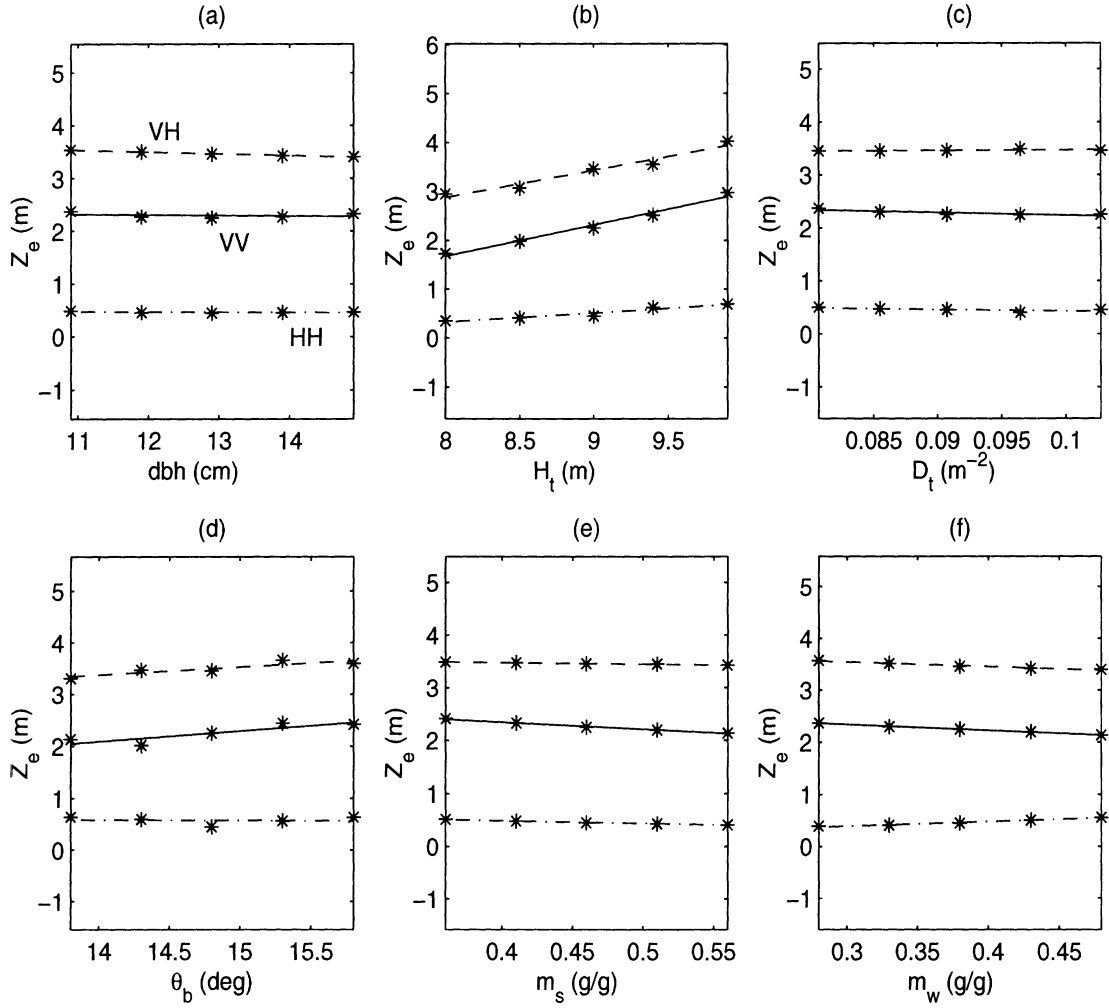 (a)
5
4
3
2
1
0
−1
Z_e (m)
VH
VV
HH
11 12 13 14
dbh (cm)
(b)
6
5
4
3
2
1
0
−1
Z_e (m)
8 8.5 9 9.5
H_t (m)
(c)
5
4
3
2
1
0
−1
Z_e (m)
0.085 0.09 0.095 0.1
D_t (m^−2)
(d)
5
4
3
2
1
0
−1
Z_e (m)
14 14.5 15 15.5
θ_b (deg)
(e)
5
4
3
2
1
0
−1
Z_e (m)
0.4 0.45 0.5 0.55
m_s (g/g)
(f)
5
4
3
2
1
0
−1
Z_e (m)
0.3 0.35 0.4 0.45
m_w (g/g)